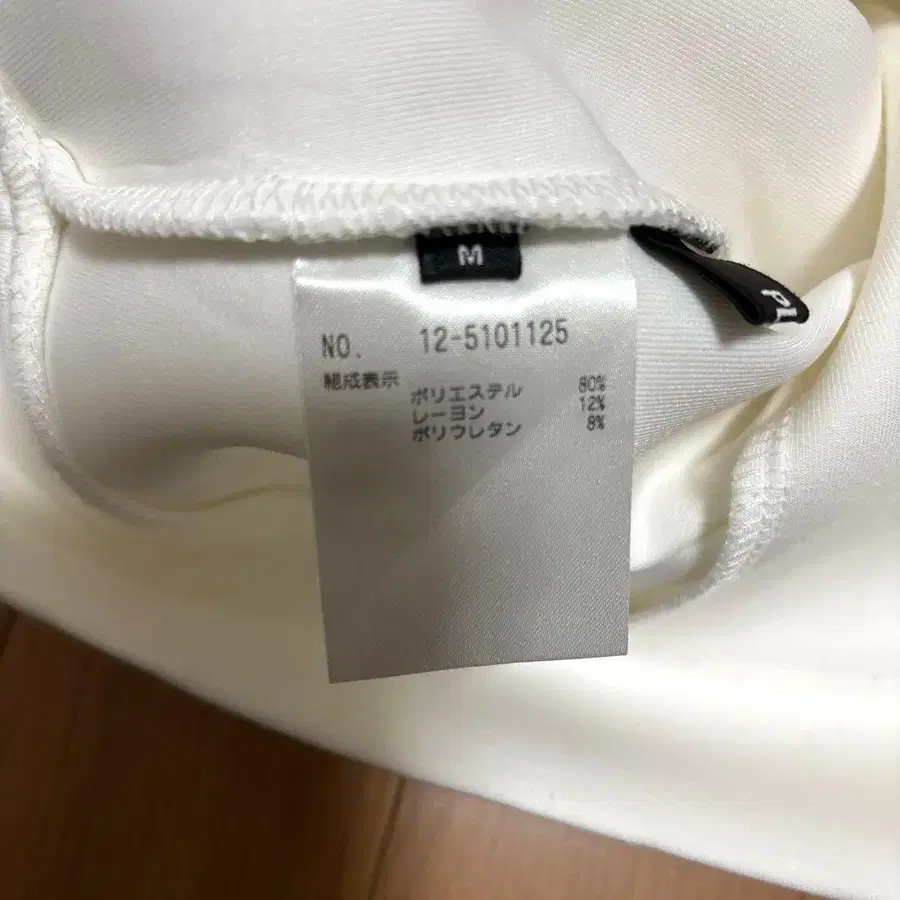 M
PL
NO. 12-5101125
組成表示
ポリエステル 80%
レーヨン 12%
ポリウレタン 8%